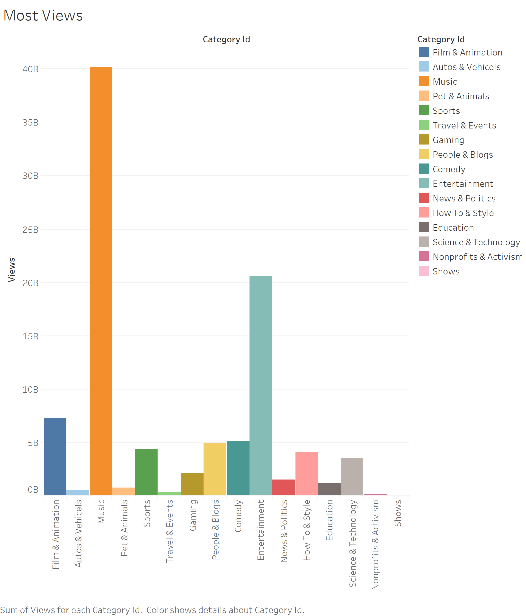 Most Views
Category Id
Views
40B
35B
30B
25B
20B
15B
10B
5B
0B
Film & Animation
Autos & Vehicels
Music
Pet & Animals
Sports
Travel & Events
Gaming
People & Blogs
Comedy
Entertainment
News & Politics
How To & Style
Education
Science & Technology
Nonprofits & Activism
Shows
Category Id
Film & Animation
Autos & Vehicels
Music
Pet & Animals
Sports
Travel & Events
Gaming
People & Blogs
Comedy
Entertainment
News & Politics
How To & Style
Education
Science & Technology
Nonprofits & Activism
Shows
Sum of Views for each Category Id. Color shows details about Category Id.